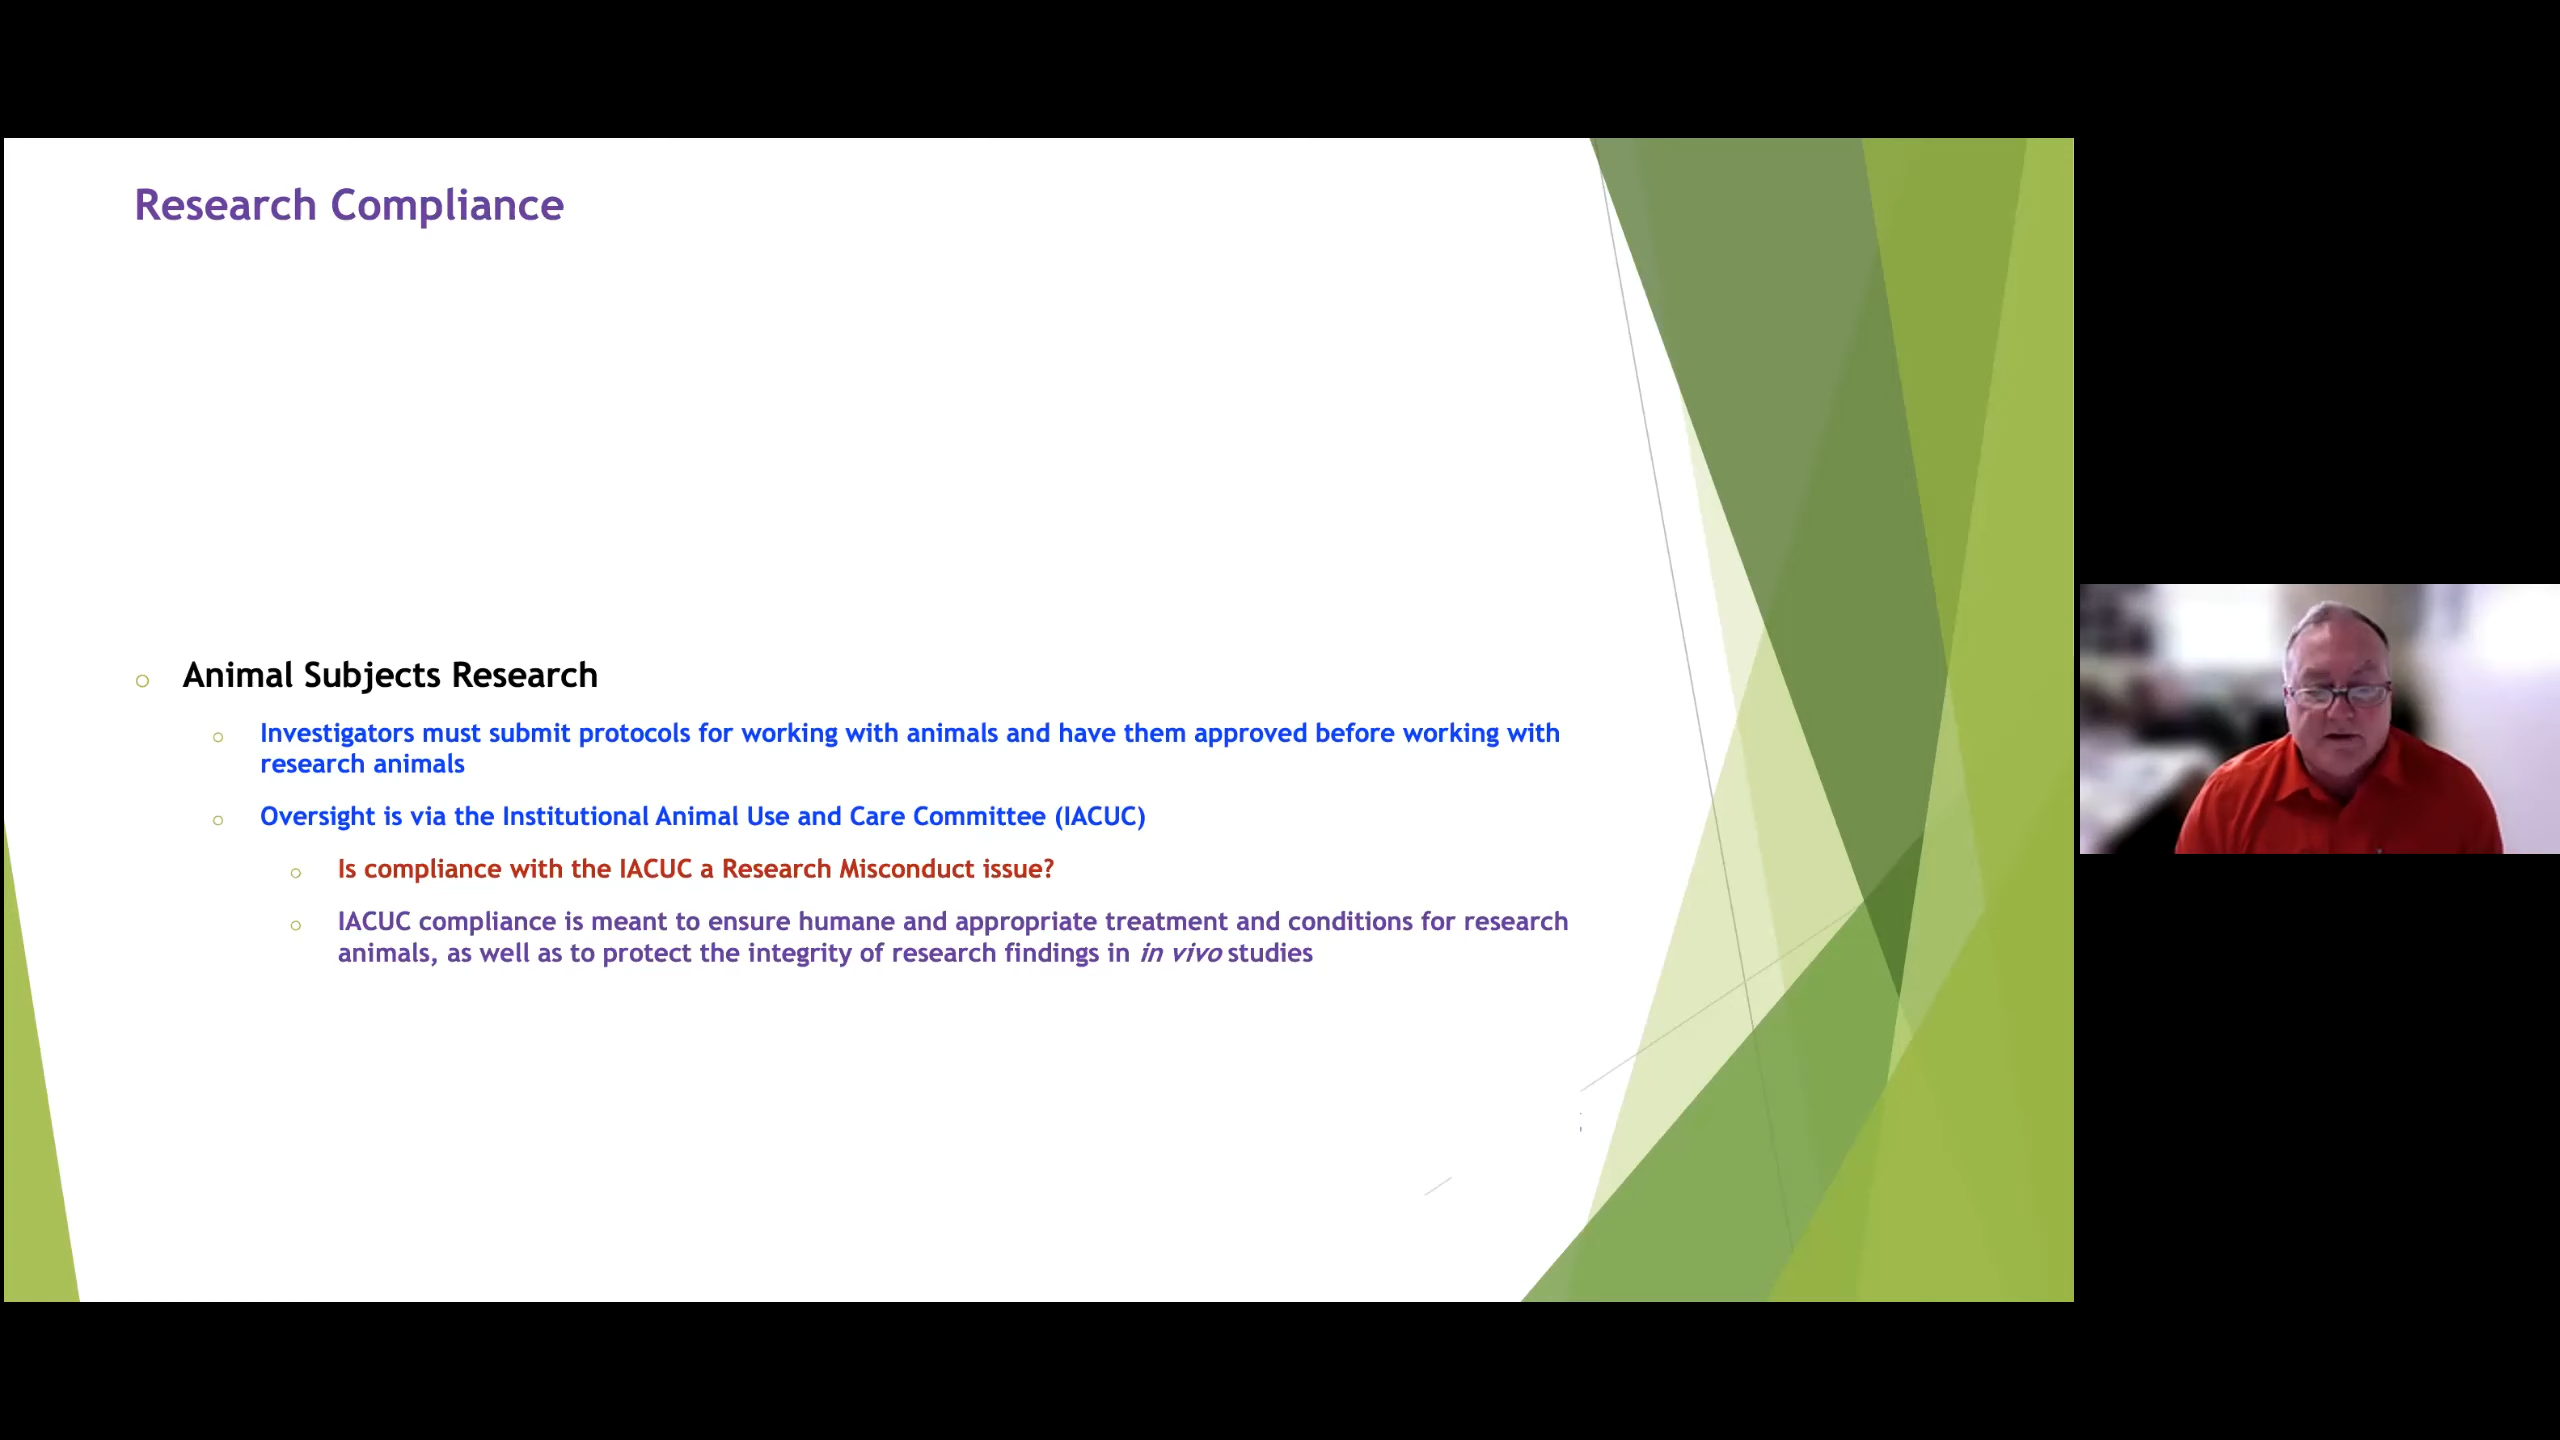 Research Compliance
Animal Subjects Research
Investigators must submit protocols for working with animals and have them approved before working with
research animals
Oversight is via the Institutional Animal Use and Care Committee (IACUC)
Is compliance with the IACUC a Research Misconduct issue?
IACUC compliance is meant to ensure humane and appropriate treatment and conditions for research
animals, as well as to protect the integrity of research findings in in vivo studies